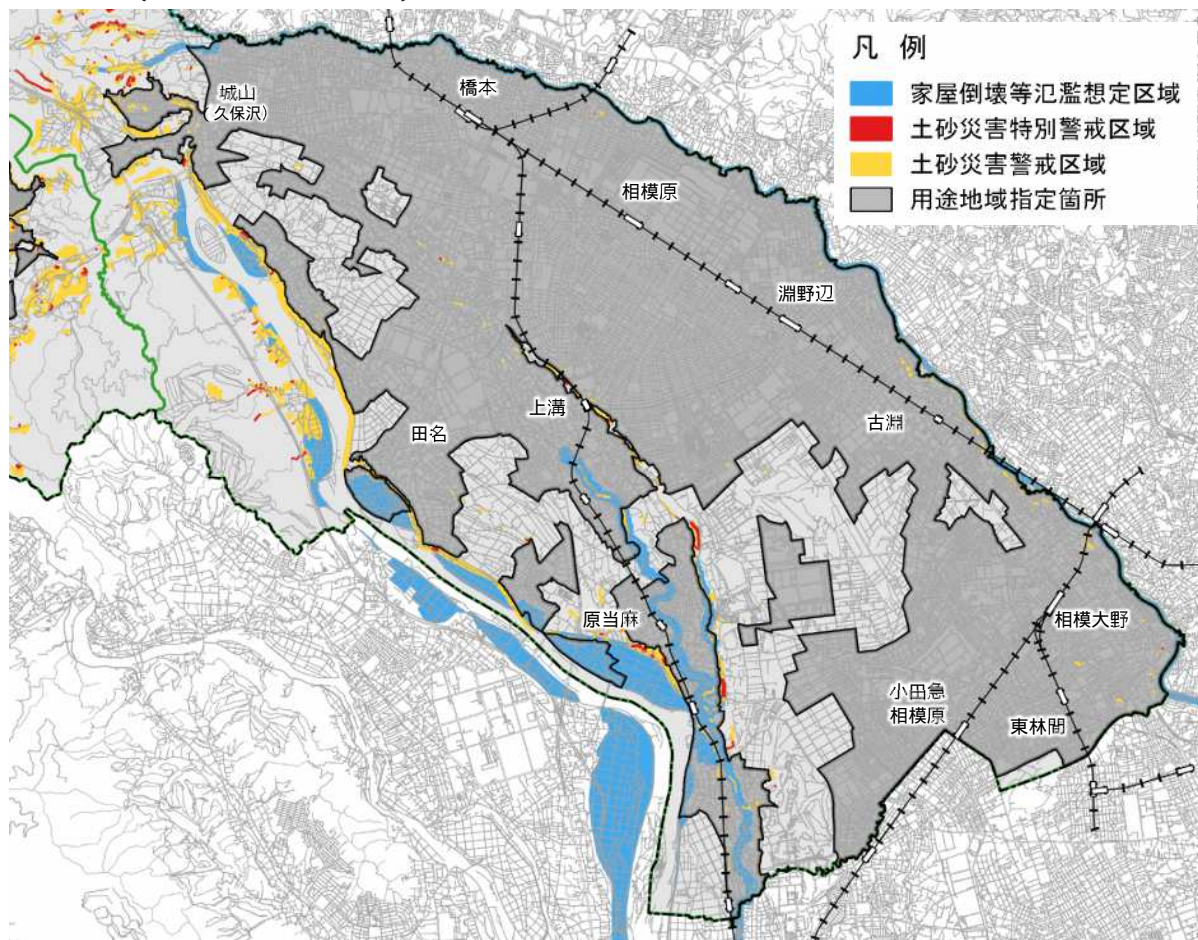 凡 例
家屋倒壊等氾濫想定区域
土砂災害特別警戒区域
土砂災害警戒区域
用途地域指定箇所
城山
(久保沢)
橋本
相模原
淵野辺
上溝
田名
古淵
原当麻
相模大野
小田急
相模原
東林間